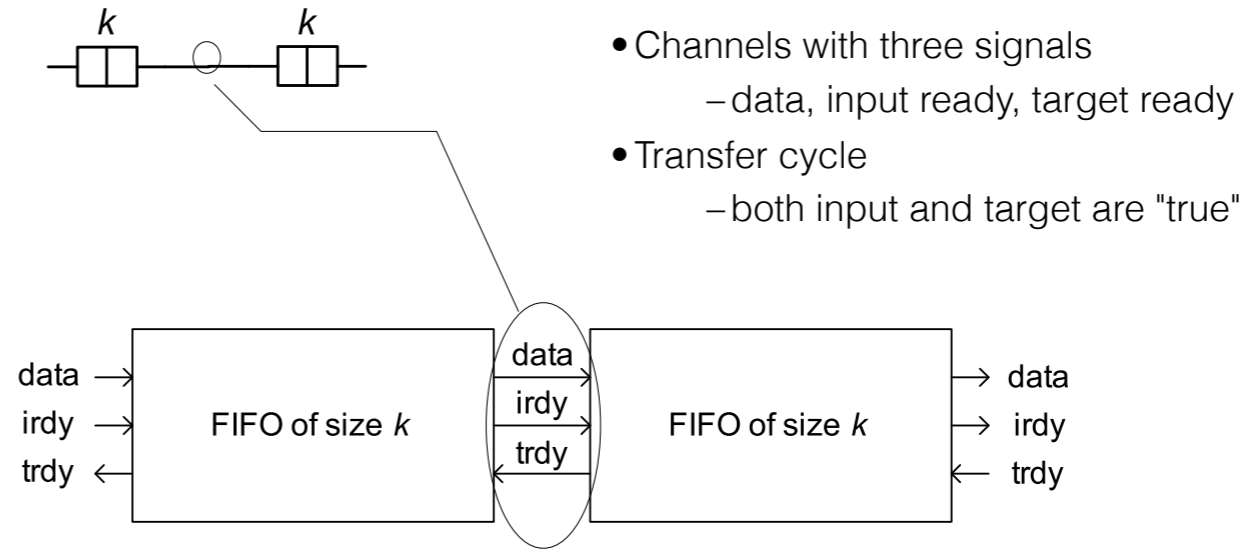 k k
• Channels with three signals
– data, input ready, target ready
• Transfer cycle
– both input and target are "true"
data
irdy
trdy
FIFO of size k
data
irdy
trdy
FIFO of size k
data
irdy
trdy